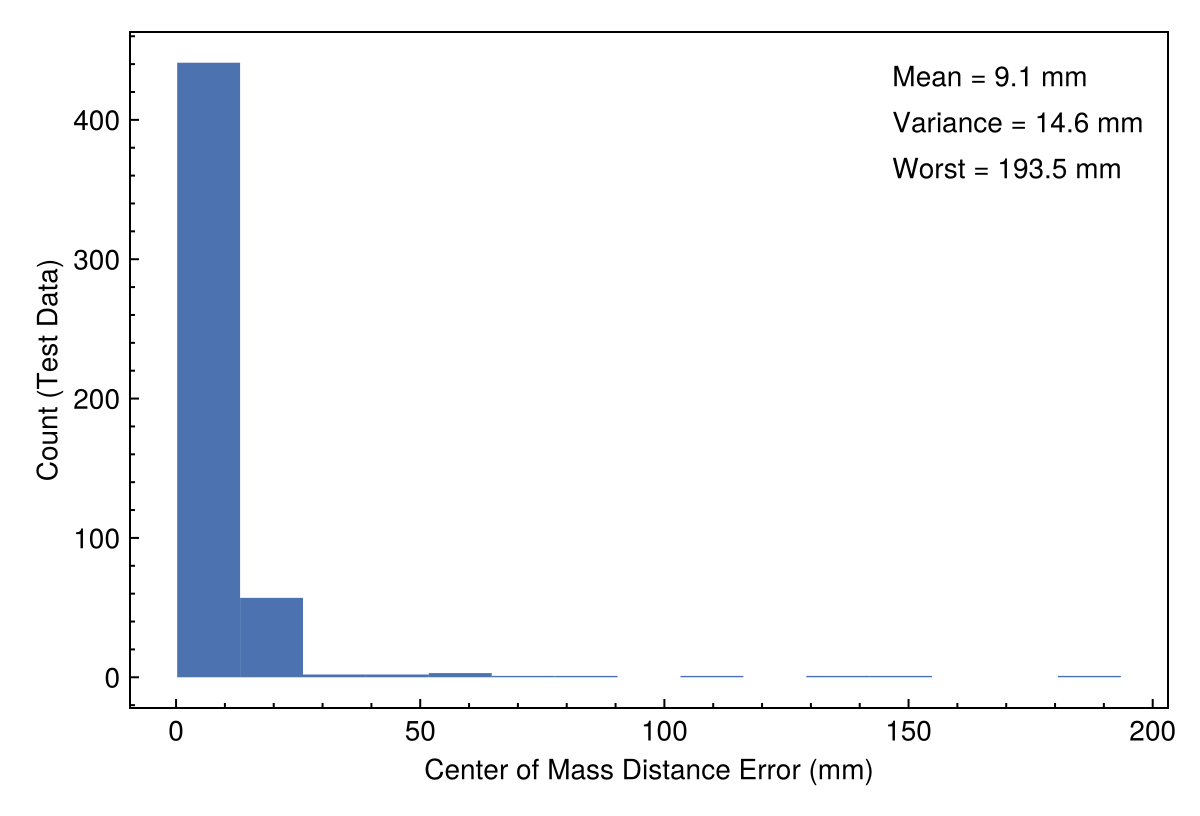 Mean = 9.1 mm
Variance = 14.6 mm
Worst = 193.5 mm
Count (Test Data)
400
300
200
100
0
0 50 100 150 200
Center of Mass Distance Error (mm)